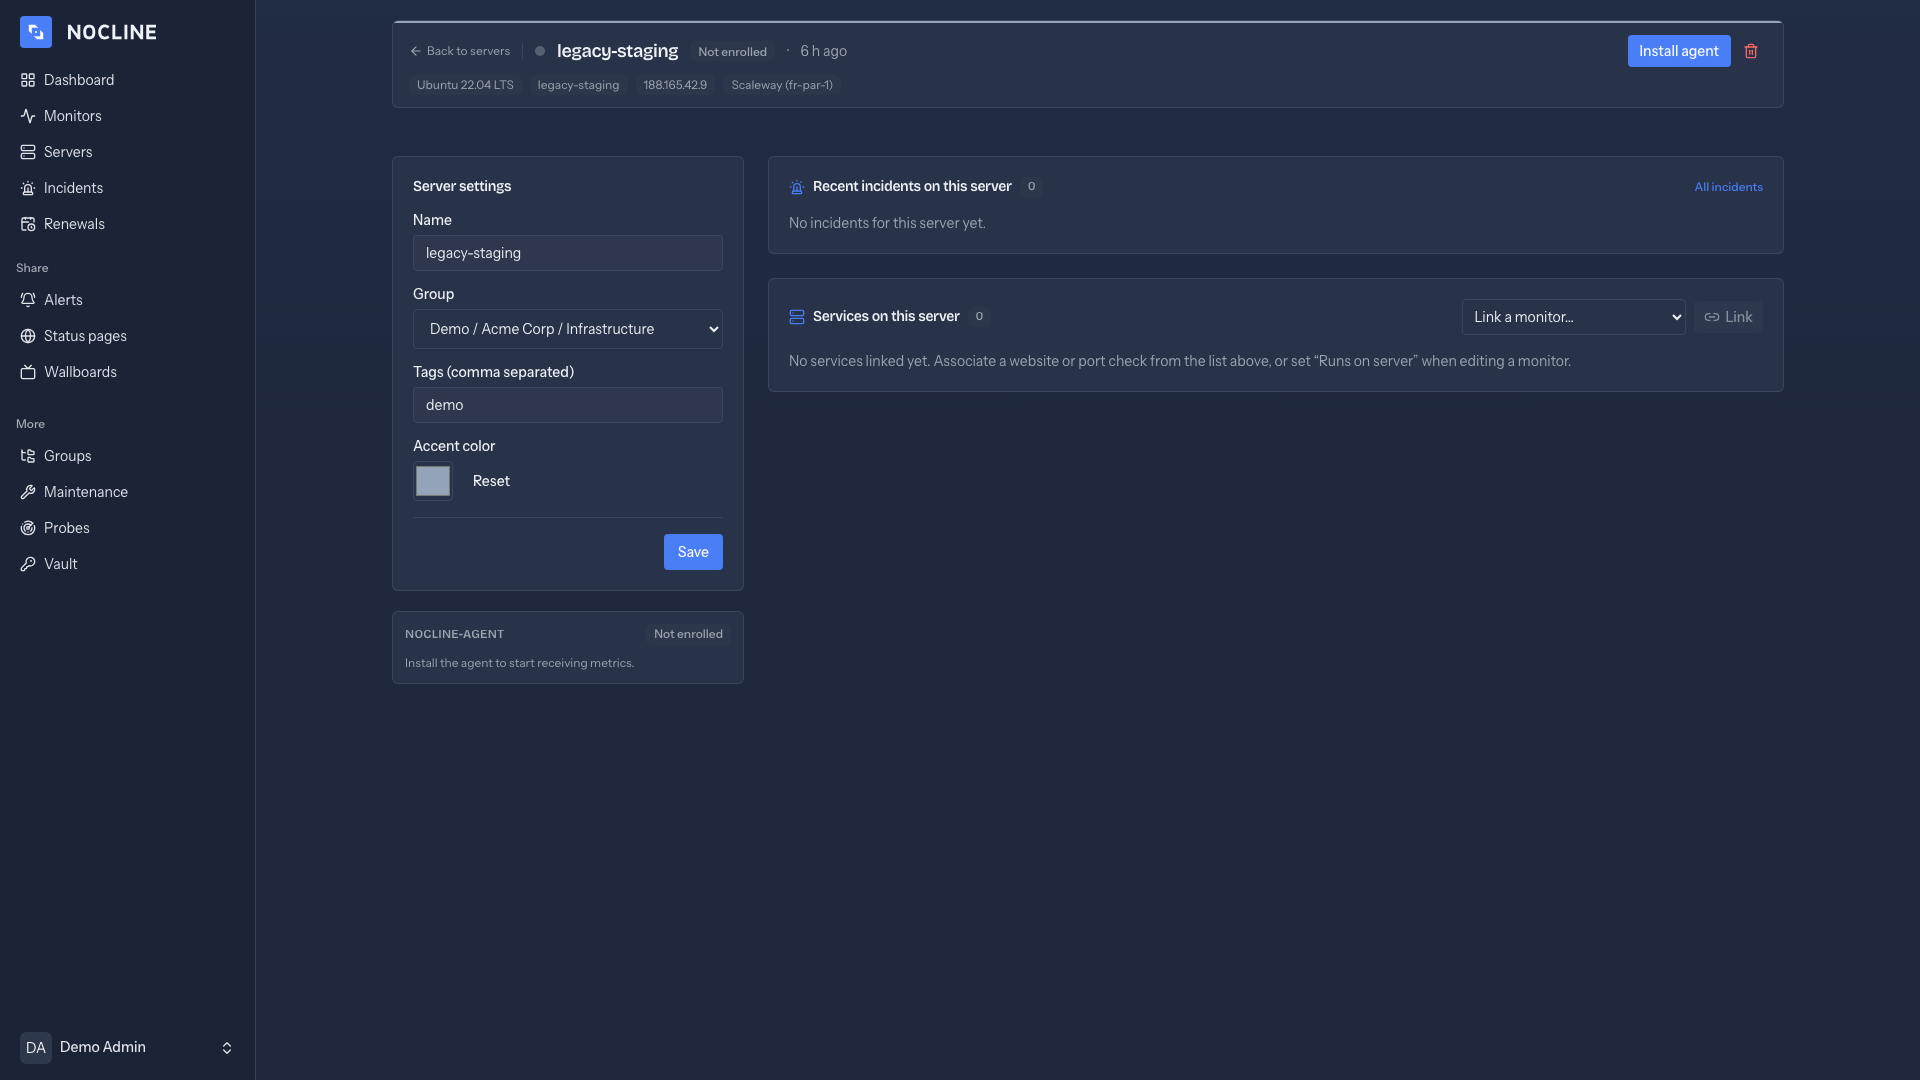 NOCLINE
Dashboard
Monitors
Servers
Incidents
Renewals
Share
Alerts
Status pages
Wallboards
More
Groups
Maintenance
Probes
Vault
DA Demo Admin
Back to servers legacy-staging Not enrolled · 6 h ago Install agent
Ubuntu 22.04 LTS legacy-staging 188.165.42.9 Scaleway (fr-par-1)
Server settings
Name
legacy-staging
Group
Demo / Acme Corp / Infrastructure
Tags (comma separated)
demo
Accent color
Reset
Save
NOCLINE-AGENT Not enrolled
Install the agent to start receiving metrics.
Recent incidents on this server 0 All incidents
No incidents for this server yet.
Services on this server 0 Link a monitor... Link
No services linked yet. Associate a website or port check from the list above, or set “Runs on server” when editing a monitor.